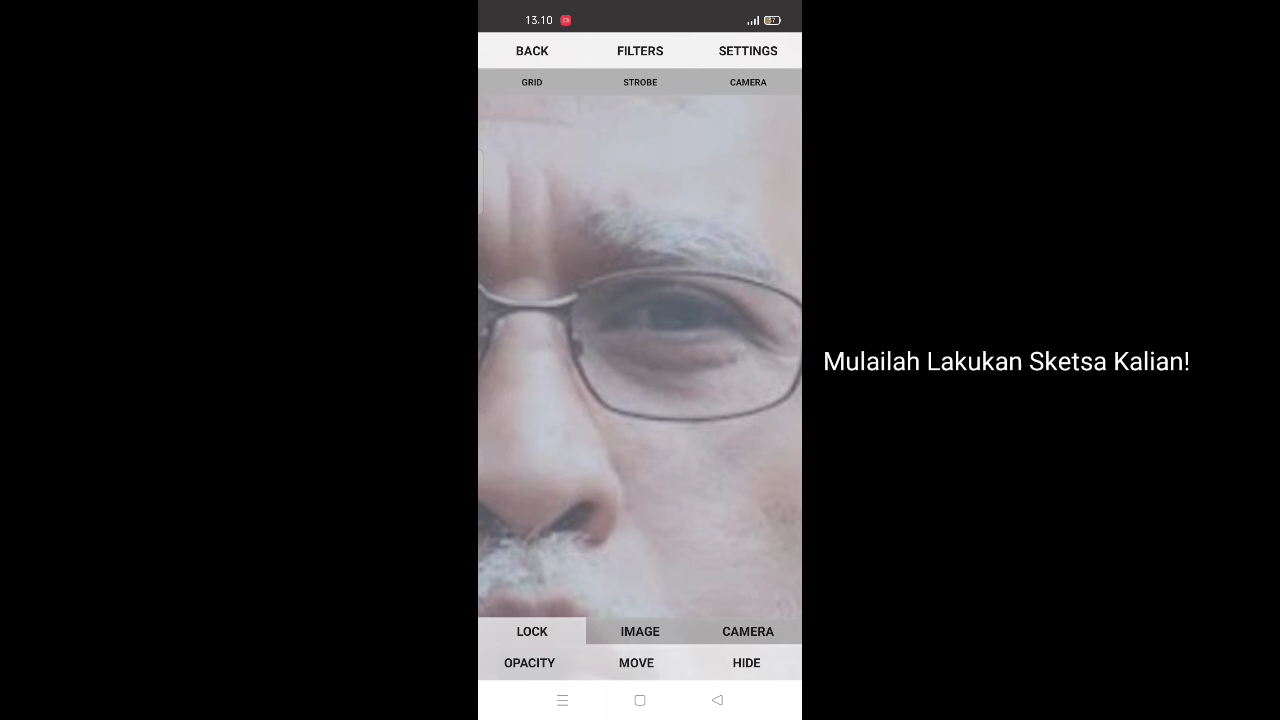 13.10
BACK FILTERS SETTINGS
GRID STROBE CAMERA
Mulailah Lakukan Sketsa Kalian!
LOCK IMAGE CAMERA
OPACITY MOVE HIDE